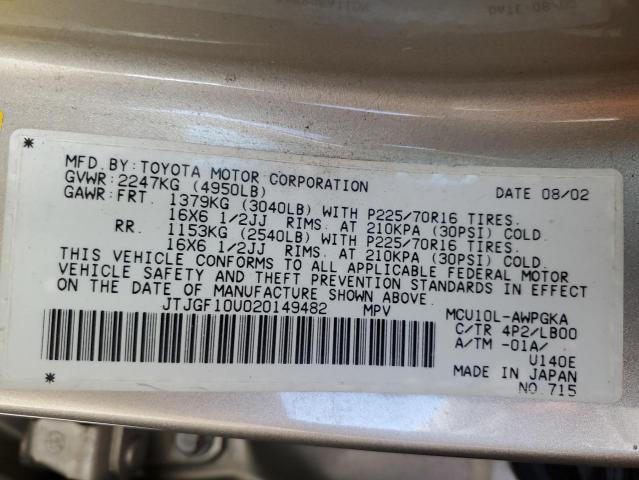 MFD. BY: TOYOTA MOTOR CORPORATION DATE 08/02
GVWR: 2247KG (4950LB)
GAWR: FRT. 1379KG (3040LB) WITH P225/70R16 TIRES.
16X6 1/2JJ RIMS. AT 210KPA (30PSI) COLD.
RR. 1153KG (2540LB) WITH P225/70R16 TIRES.
16X6 1/2JJ RIMS. AT 210KPA (30PSI) COLD.
THIS VEHICLE CONFORMS TO ALL APPLICABLE FEDERAL MOTOR
VEHICLE SAFETY AND THEFT PREVENTION STANDARDS IN EFFECT
ON THE DATE OF MANUFACTURE SHOWN ABOVE.
JTJGF10U020149482 MPV MCU10L-AWPGKA
C/TR 4P2/LB00
A/TM -01A/
U140E
MADE IN JAPAN
NO 715